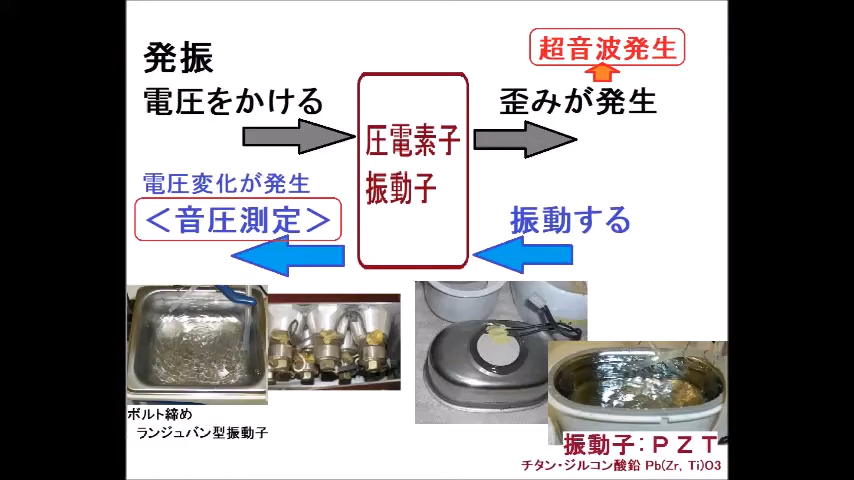 発振
電圧をかける
超音波発生
歪みが発生
圧電素子
振動子
電圧変化が発生
＜音圧測定＞
振動する
ボルト締め
ランジュバン型振動子
振動子：ＰＺＴ
チタン・ジルコン酸鉛 Pb(Zr, Ti)O3